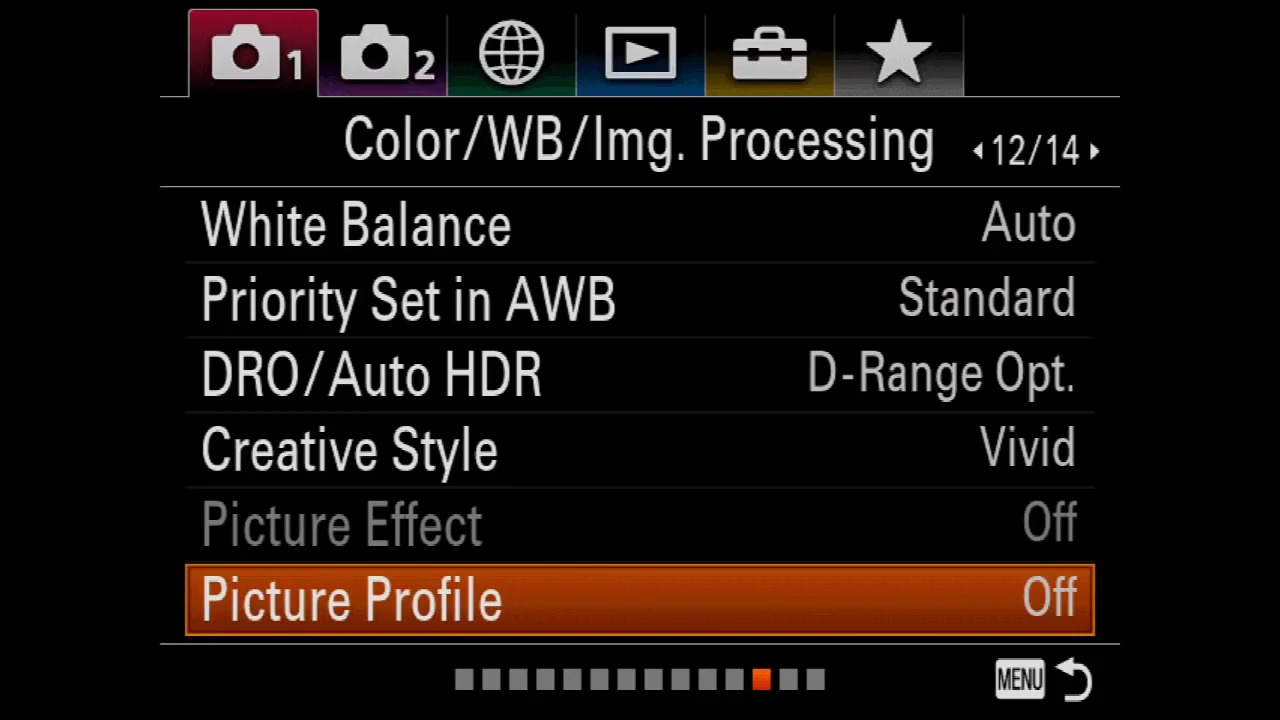 1 2
Color/WB/Img. Processing 12/14
White Balance Auto
Priority Set in AWB Standard
DRO/Auto HDR D-Range Opt.
Creative Style Vivid
Picture Effect Off
Picture Profile Off
MENU